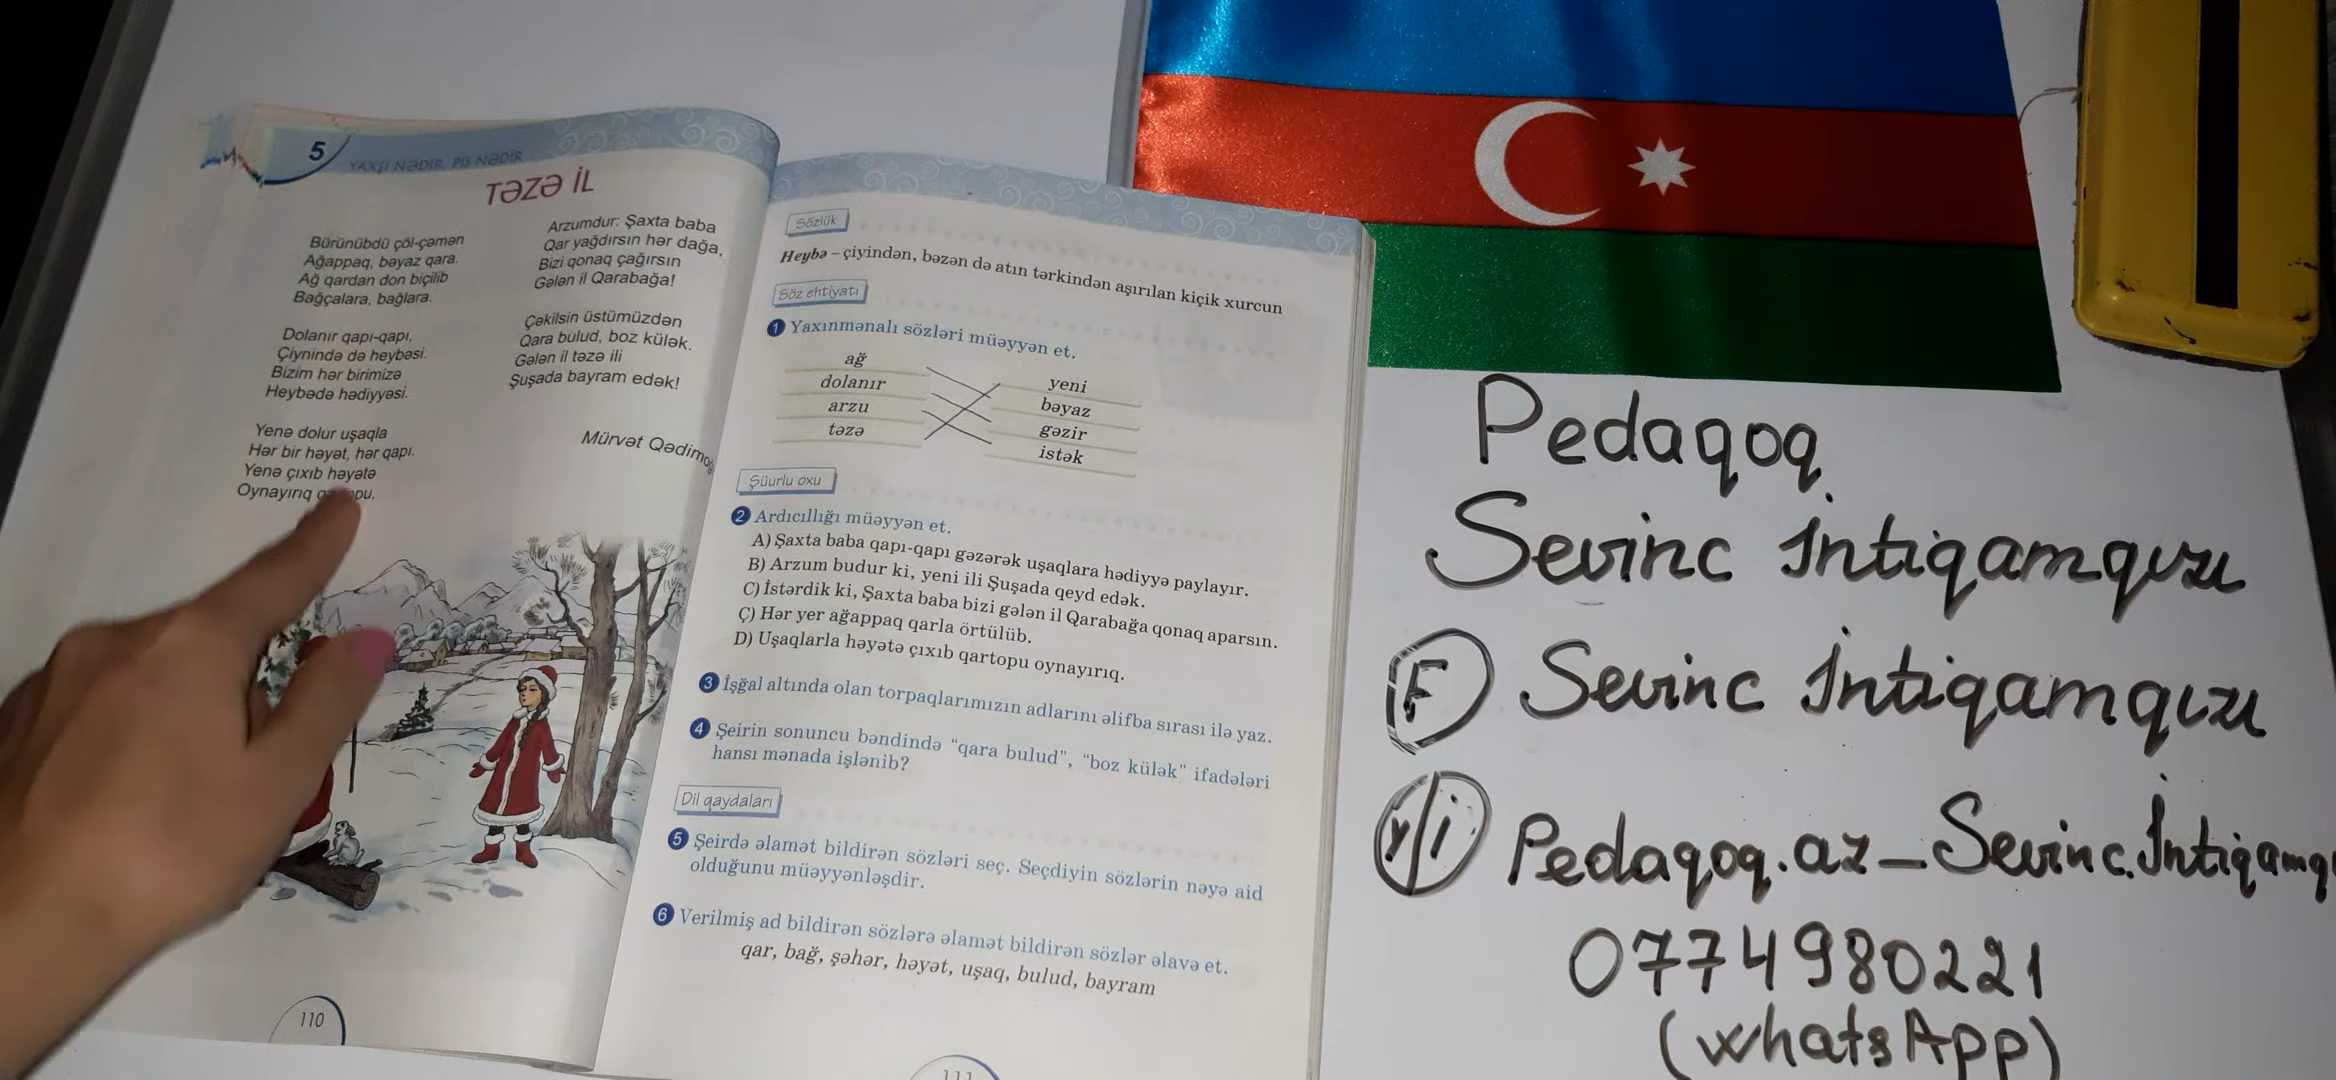 5
YAXŞI NƏDİR, PİS NƏDİR
TƏZƏ İL
Bürünübdü çöl-çəmən
Ağappaq, bəyaz qara.
Ağ qardan don biçilib
Bağçalara, bağlara.
Dolanır qapı-qapı,
Çiynində də heybəsi.
Bizim hər birimizə
Heybədə hədiyyəsi.
Yenə dolur uşaqla
Hər bir həyət, hər qapı.
Yenə çıxıb həyətə
Oynayırıq
Arzumdur: Şaxta baba
Qar yağdırsın hər dağa,
Bizi qonaq çağırsın
Gələn il Qarabağa!
Çəkilsin üstümüzdən
Qara bulud, boz külək.
Gələn il təzə ili
Şuşada bayram edək!
Mürvət
110
Sözlük
Heybə – çiyindən, bəzən də atın tərkindən aşırılan kiçik xurcun
Söz ehtiyatı
1 Yaxınmənalı sözləri müəyyən et.
ağ
dolanır
arzu
təzə
yeni
bəyaz
gəzir
istək
Şüurlu oxu
2 Ardıcıllığı müəyyən et.
A) Şaxta baba qapı-qapı gəzərək uşaqlara hədiyyə paylayır.
B) Arzum budur ki, yeni ili Şuşada qeyd edək.
C) İstərdik ki, Şaxta baba bizi gələn il Qarabağa qonaq aparsın.
Ç) Hər yer ağappaq qarla örtülüb.
D) Uşaqlarla həyətə çıxıb qartopu oynayırıq.
3 İşğal altında olan torpaqlarımızın adlarını əlifba sırası ilə yaz.
4 Şeirin sonuncu bəndində “qara bulud”, “boz külək” ifadələri
hansı mənada işlənib?
Dil qaydaları
5 Şeirdə əlamət bildirən sözləri seç. Seçdiyin sözlərin nəyə aid
olduğunu müəyyənləşdir.
6 Verilmiş ad bildirən sözlərə əlamət bildirən sözlər əlavə et.
qar, bağ, şəhər, həyət, uşaq, bulud, bayram
111
Pedaqoq
Sevinc İntiqamqızı
F Sevinc İntiqamqızı
Y/i Pedaqoq.az_Sevinc.İntiqamq
0774980221
(whatsApp)